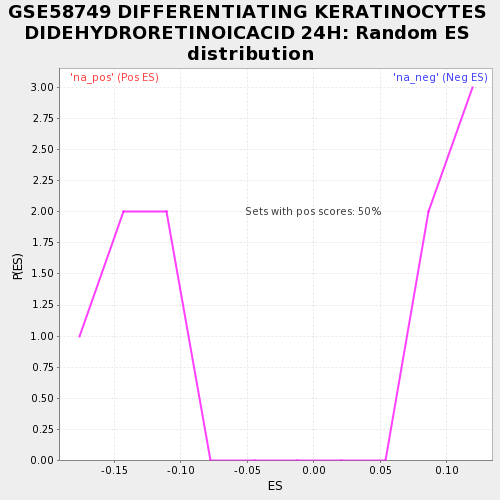 GSE58749 DIFFERENTIATING KERATINOCYTES
DIDEHYDRORETINOICACID 24H: Random ES
distribution
'na_pos' (Pos ES)
'na_neg' (Neg ES)
3.00
2.75
2.50
2.25
2.00
Sets with pos scores: 50%
1.75
1.50
1.25
1.00
0.75
0.50
0.25
0.00
P(ES)
-0.15
-0.10
-0.05
0.00
0.05
0.10
ES